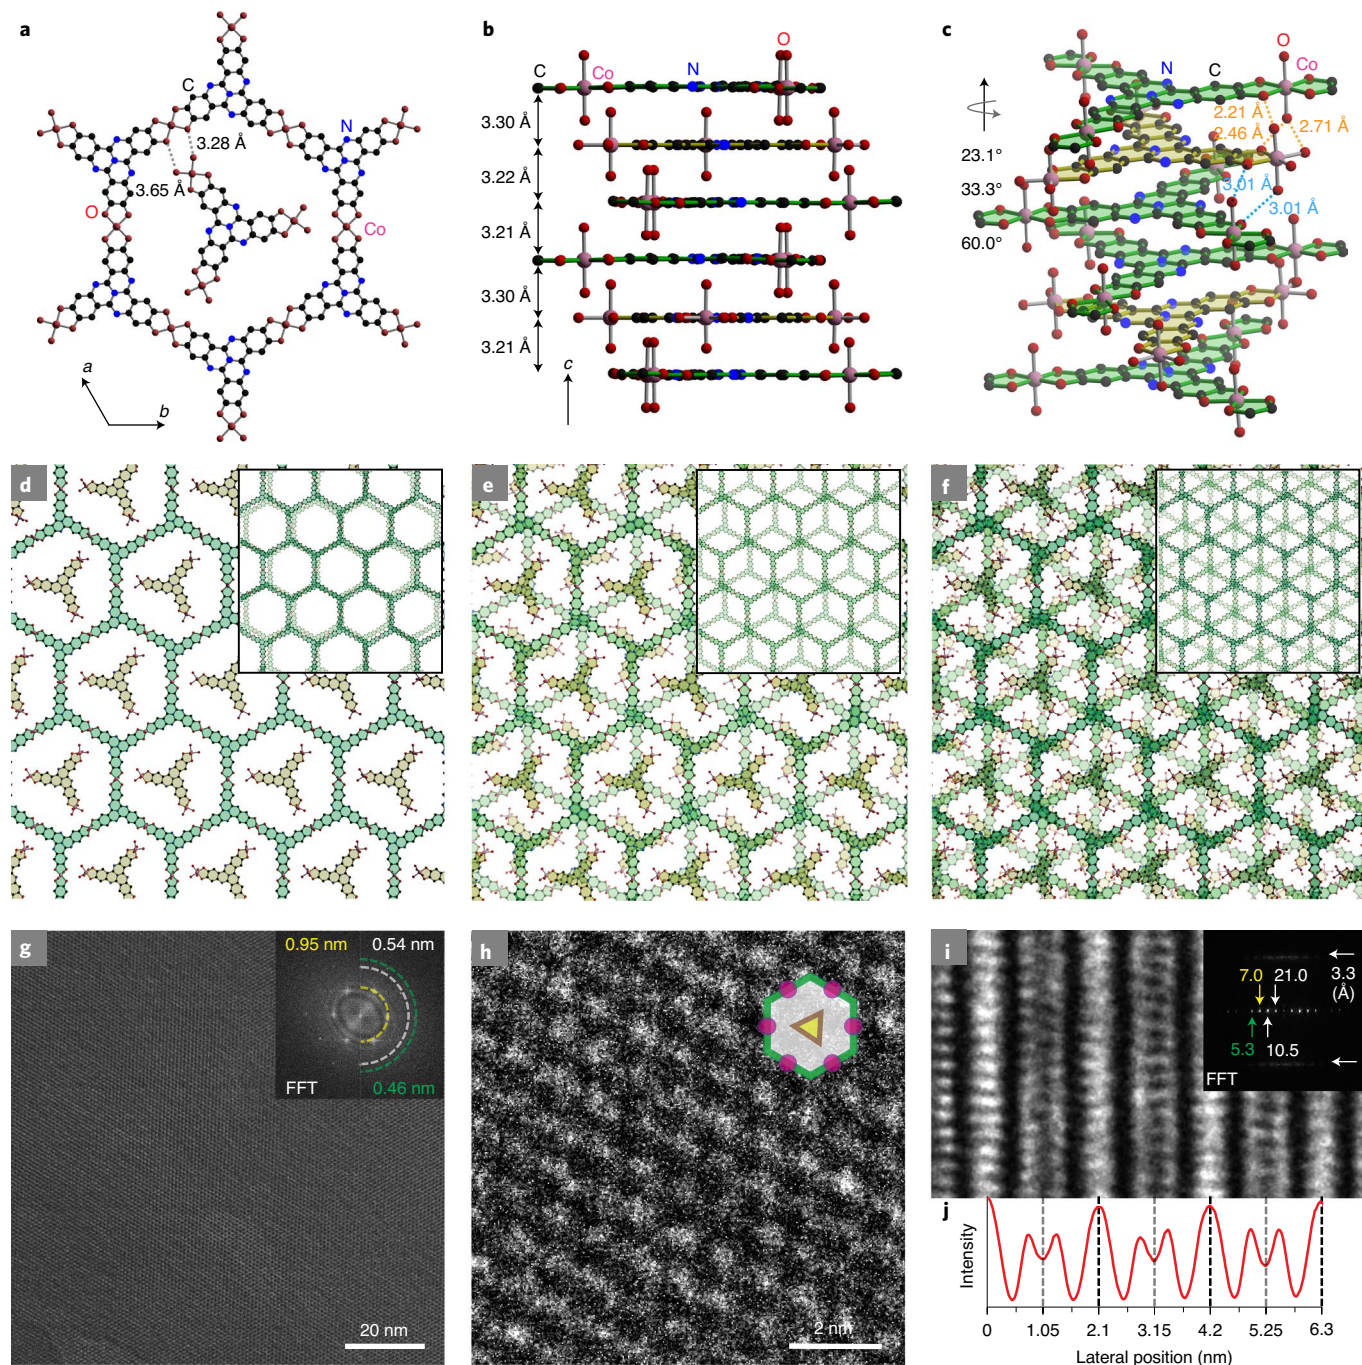 a
C
N
3.28 Å
3.65 Å
O
Co
a
b
b
O
C
Co
N
3.30 Å
3.22 Å
3.21 Å
3.30 Å
3.21 Å
c
c
O
N
C
Co
2.21 Å
2.46 Å
2.71 Å
23.1°
33.3°
60.0°
3.01 Å
3.01 Å
d
e
f
g
0.95 nm
0.54 nm
FFT
0.46 nm
20 nm
h
2 nm
i
7.0
21.0
3.3
(Å)
5.3
10.5
FFT
j
Intensity
0 1.05 2.1 3.15 4.2 5.25 6.3
Lateral position (nm)